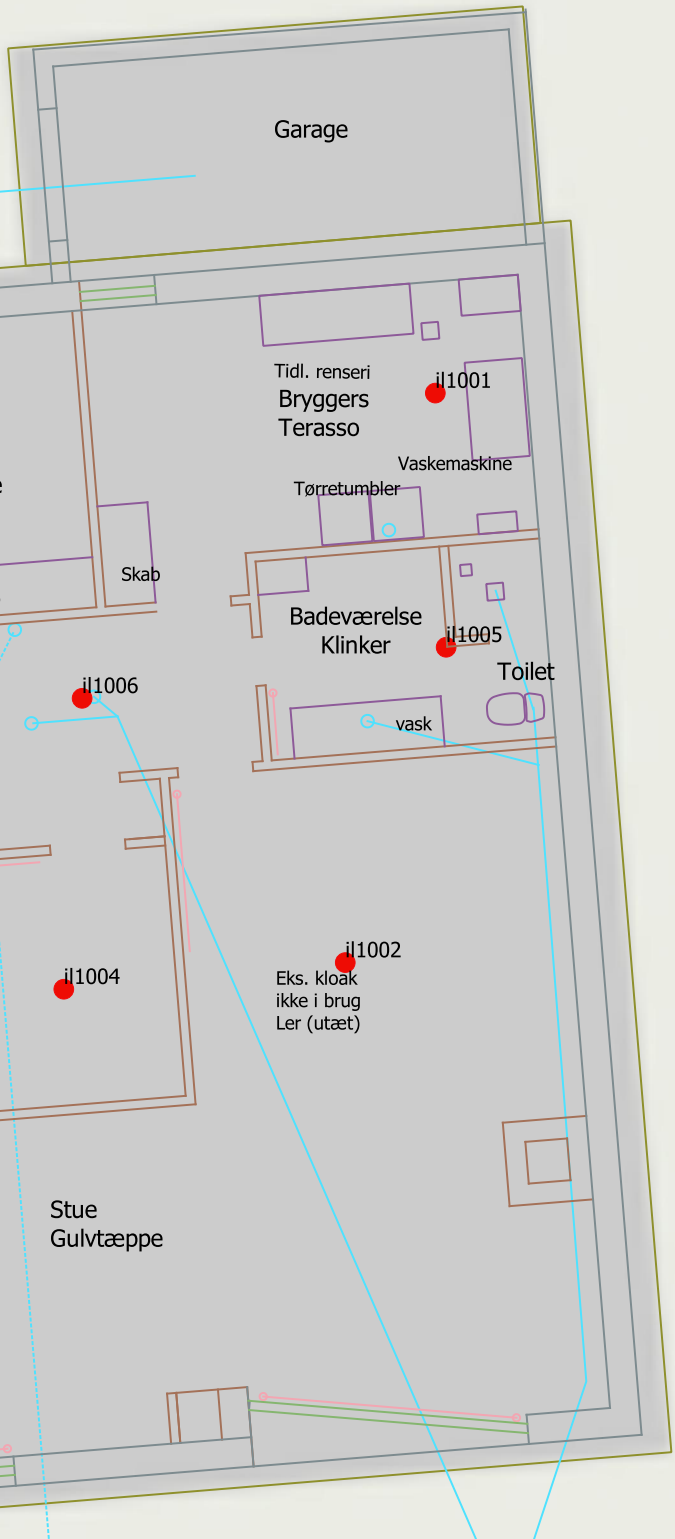 Garage
Tidl. renseri
Bryggers
Terasso
il1001
Vaskemaskine
Tørretumbler
Skab
Badeværelse
Klinker
il1005
Toilet
il1006
vask
il1002
Eks. kloak
ikke i brug
Ler (utæt)
il1004
Stue
Gulvtæppe